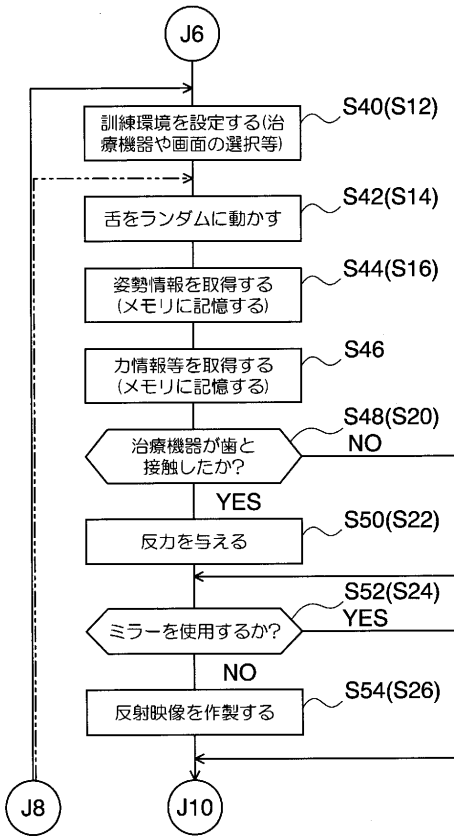 J6
訓練環境を設定する(治
療機器や画面の選択等)
S40(S12)
舌をランダムに動かす
S42(S14)
姿勢情報を取得する
(メモリに記憶する)
S44(S16)
力情報等を取得する
(メモリに記憶する)
S46
治療機器が歯と
接触したか?
S48(S20)
NO
YES
反力を与える
S50(S22)
ミラーを使用するか?
S52(S24)
YES
NO
反射映像を作製する
S54(S26)
J8
J10